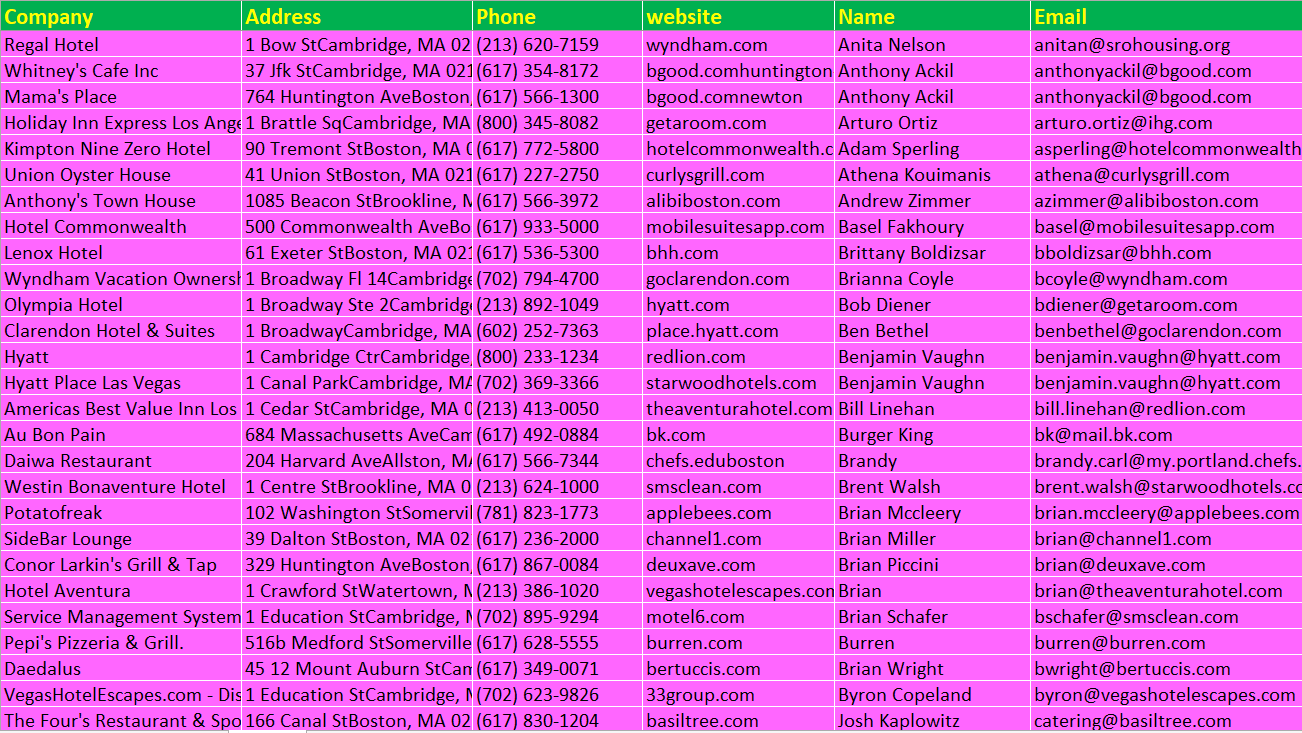 Company Address Phone website Name Email
Regal Hotel 1 Bow StCambridge, MA 02 (213) 620-7159 wyndham.com Anita Nelson anitan@srohousing.org
Whitney's Cafe Inc 37 Jfk StCambridge, MA 021 (617) 354-8172 bgood.comhuntington Anthony Ackil anthonyackil@bgood.com
Mama's Place 764 Huntington AveBoston, (617) 566-1300 bgood.comnewton Anthony Ackil anthonyackil@bgood.com
Holiday Inn Express Los Ange 1 Brattle SqCambridge, MA (800) 345-8082 getaroom.com Arturo Ortiz arturo.ortiz@ihg.com
Kimpton Nine Zero Hotel 90 Tremont StBoston, MA 0 (617) 772-5800 hotelcommonwealth.c Adam Sperling asperling@hotelcommonwealth
Union Oyster House 41 Union StBoston, MA 021 (617) 227-2750 curlysgrill.com Athena Kouimanis athena@curlysgrill.com
Anthony's Town House 1085 Beacon StBrookline, M (617) 566-3972 alibiboston.com Andrew Zimmer azimmer@alibiboston.com
Hotel Commonwealth 500 Commonwealth AveBo (617) 933-5000 mobilesuitesapp.com Basel Fakhoury basel@mobilesuitesapp.com
Lenox Hotel 61 Exeter StBoston, MA 021 (617) 536-5300 bhh.com Brittany Boldizsar bboldizsar@bhh.com
Wyndham Vacation Ownersh 1 Broadway Fl 14Cambridge (702) 794-4700 goclarendon.com Brianna Coyle bcoyle@wyndham.com
Olympia Hotel 1 Broadway Ste 2Cambridge (213) 892-1049 hyatt.com Bob Diener bdiener@getaroom.com
Clarendon Hotel & Suites 1 BroadwayCambridge, MA (602) 252-7363 place.hyatt.com Ben Bethel benbethel@goclarendon.com
Hyatt 1 Cambridge CtrCambridge, (800) 233-1234 redlion.com Benjamin Vaughn benjamin.vaughn@hyatt.com
Hyatt Place Las Vegas 1 Canal ParkCambridge, MA (702) 369-3366 starwoodhotels.com Benjamin Vaughn benjamin.vaughn@hyatt.com
Americas Best Value Inn Los 1 Cedar StCambridge, MA 0 (213) 413-0050 theaventurahotel.com Bill Linehan bill.linehan@redlion.com
Au Bon Pain 684 Massachusetts AveCam (617) 492-0884 bk.com Burger King bk@mail.bk.com
Daiwa Restaurant 204 Harvard AveAllston, MA (617) 566-7344 chefs.eduboston Brandy brandy.carl@my.portland.chefs.
Westin Bonaventure Hotel 1 Centre StBrookline, MA 0 (213) 624-1000 smsclean.com Brent Walsh brent.walsh@starwoodhotels.co
Potatofreak 102 Washington StSomervil (781) 823-1773 applebees.com Brian Mccleery brian.mccleery@applebees.com
SideBar Lounge 39 Dalton StBoston, MA 02 (617) 236-2000 channel1.com Brian Miller brian@channel1.com
Conor Larkin's Grill & Tap 329 Huntington AveBoston, (617) 867-0084 deuxave.com Brian Piccini brian@deuxave.com
Hotel Aventura 1 Crawford StWatertown, M (213) 386-1020 vegashotelescapes.com Brian brian@theaventurahotel.com
Service Management System 1 Education StCambridge, M (702) 895-9294 motel6.com Brian Schafer bschafer@smsclean.com
Pepi's Pizzeria & Grill. 516b Medford StSomerville (617) 628-5555 burren.com Burren burren@burren.com
Daedalus 45 12 Mount Auburn StCam (617) 349-0071 bertuccis.com Brian Wright bwright@bertuccis.com
VegasHotelEscapes.com - Dis 1 Education StCambridge, M (702) 623-9826 33group.com Byron Copeland byron@vegashotelescapes.com
The Four's Restaurant & Spo 166 Canal StBoston, MA 02 (617) 830-1204 basiltree.com Josh Kaplowitz catering@basiltree.com